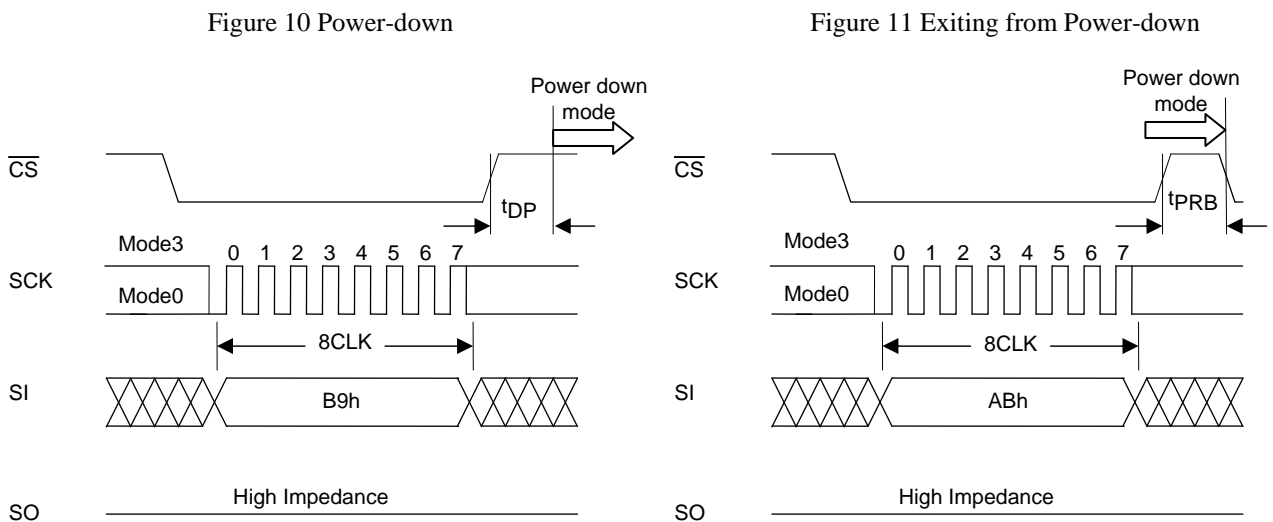 Figure 10 Power-down
Power down
mode
CS
tDP
Mode3
0 1 2 3 4 5 6 7
SCK
Mode0
8CLK
SI
B9h
High Impedance
SO
Figure 11 Exiting from Power-down
Power down
mode
CS
tPRB
Mode3
0 1 2 3 4 5 6 7
SCK
Mode0
8CLK
SI
ABh
High Impedance
SO